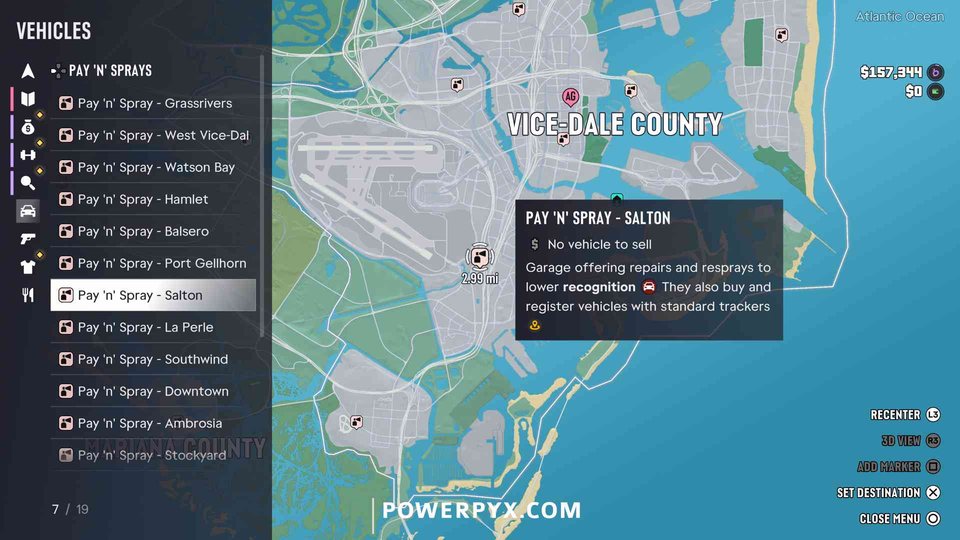 VEHICLES
PAY 'N' SPRAYS
Pay 'n' Spray - Grassrivers
Pay 'n' Spray - West Vice-Dal
Pay 'n' Spray - Watson Bay
Pay 'n' Spray - Hamlet
Pay 'n' Spray - Balsero
Pay 'n' Spray - Port Gellhorn
Pay 'n' Spray - Salton
Pay 'n' Spray - La Perle
Pay 'n' Spray - Southwind
Pay 'n' Spray - Downtown
Pay 'n' Spray - Ambrosia
MARIANA COUNTY
Pay 'n' Spray - Stockyard
7 / 19
Atlantic Ocean
$157,344
$0
AG
VICE-DALE COUNTY
2.99 mi
PAY 'N' SPRAY - SALTON
$ No vehicle to sell
Garage offering repairs and resprays to
lower recognition They also buy and
register vehicles with standard trackers
RECENTER L3
3D VIEW R3
ADD MARKER
SET DESTINATION
CLOSE MENU
POWERPYX.COM